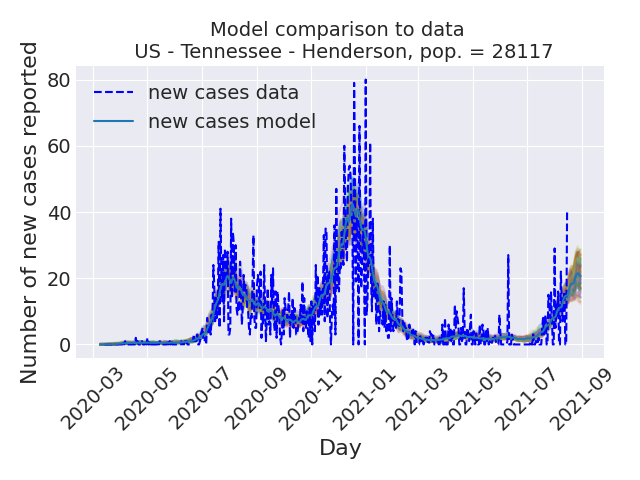 Model comparison to data
US - Tennessee - Henderson, pop. = 28117
Number of new cases reported
80
60
40
20
0
new cases data
new cases model
2020-03
2020-05
2020-07
2020-09
2020-11
2021-01
2021-03
2021-05
2021-07
2021-09
Day